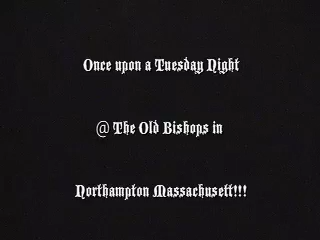 Once upon a Tuesday Night
@ The Old Bishops in
Northampton Massachusett!!!